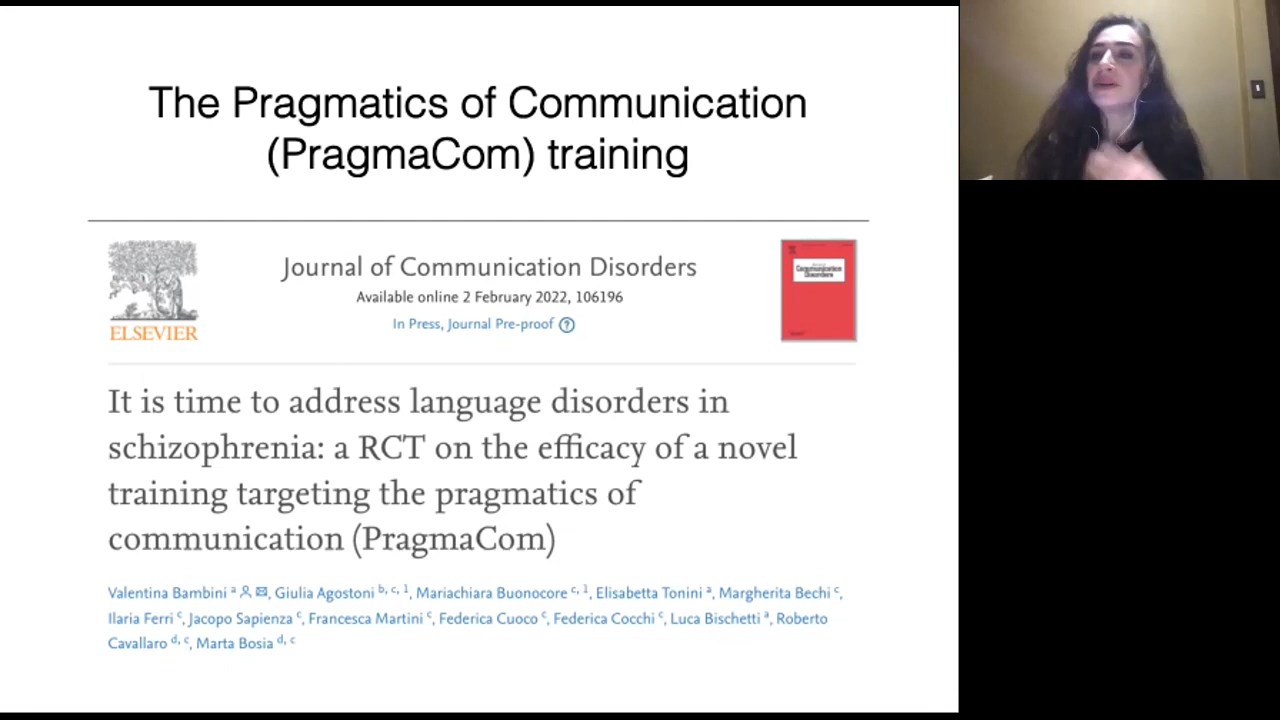 The Pragmatics of Communication
(PragmaCom) training
ELSEVIER
Journal of Communication Disorders
Available online 2 February 2022, 106196
In Press, Journal Pre-proof ?
Communication
Disorders
It is time to address language disorders in
schizophrenia: a RCT on the efficacy of a novel
training targeting the pragmatics of
communication (PragmaCom)
Valentina Bambini a, Giulia Agostoni b, c, 1, Mariachiara Buonocore c, 1, Elisabetta Tonini a, Margherita Bechi c,
Ilaria Ferri c, Jacopo Sapienza c, Francesca Martini c, Federica Cuoco c, Federica Cocchi c, Luca Bischetti a, Roberto
Cavallaro d, c, Marta Bosia d, c